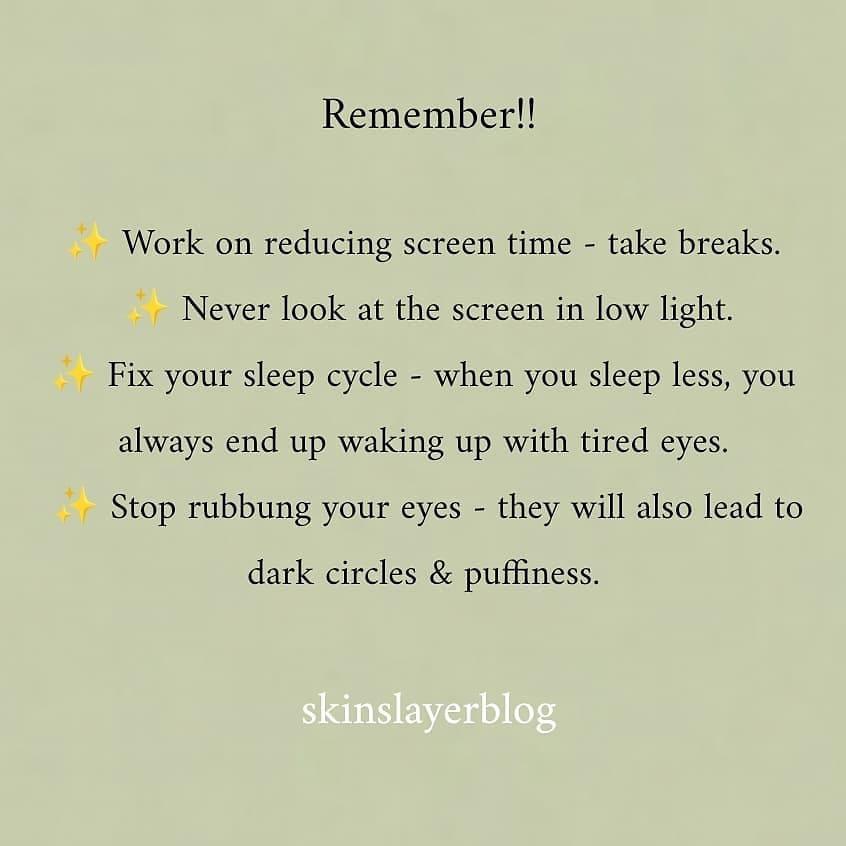 Remember!!
✨ Work on reducing screen time - take breaks.
✨ Never look at the screen in low light.
✨ Fix your sleep cycle - when you sleep less, you
always end up waking up with tired eyes.
✨ Stop rubbung your eyes - they will also lead to
dark circles & puffiness.
skinslayerblog